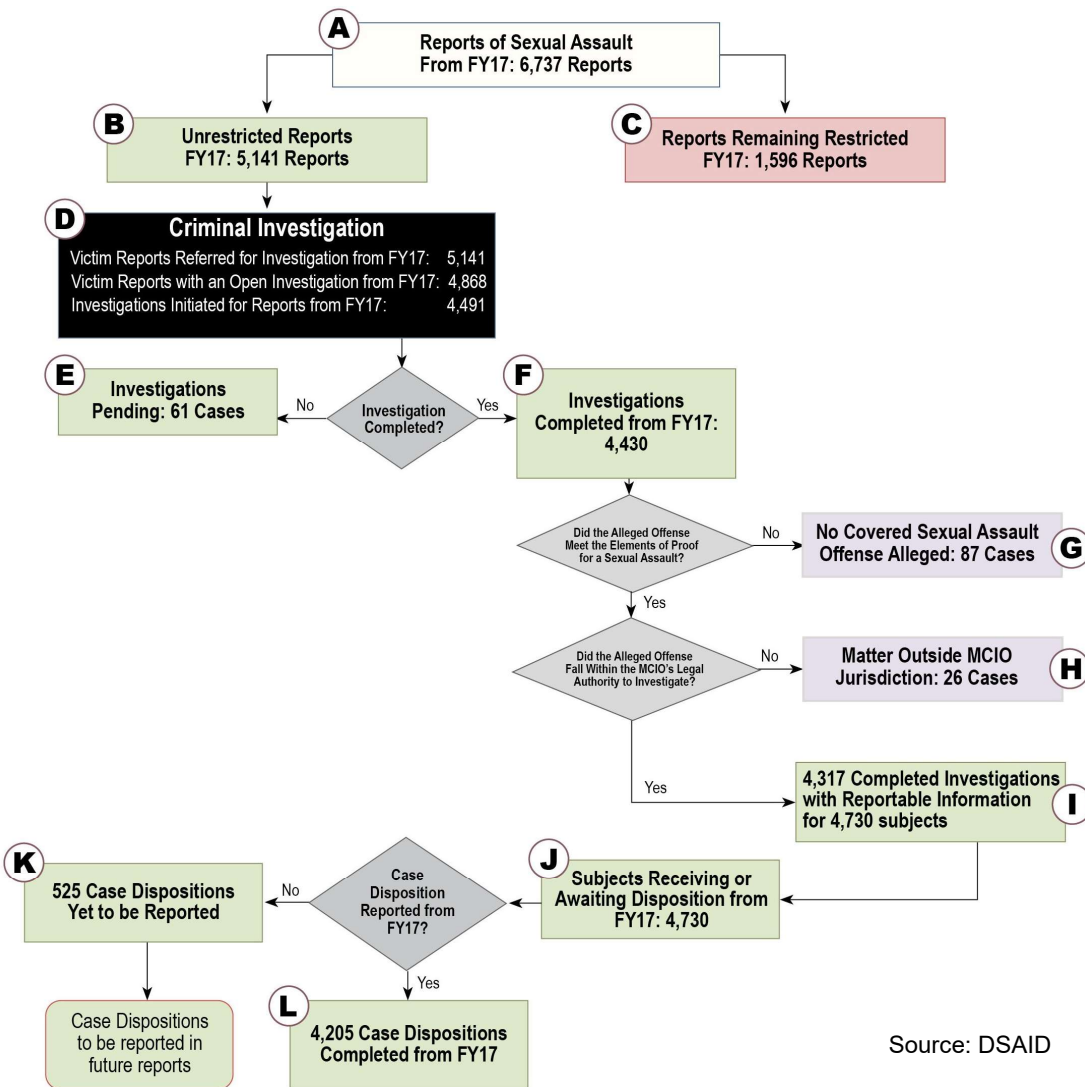 A
Reports of Sexual Assault
From FY17: 6,737 Reports
B
Unrestricted Reports
FY17: 5,141 Reports
C
Reports Remaining Restricted
FY17: 1,596 Reports
D
Criminal Investigation
Victim Reports Referred for Investigation from FY17: 5,141
Victim Reports with an Open Investigation from FY17: 4,868
Investigations Initiated for Reports from FY17: 4,491
E
Investigations
Pending: 61 Cases
No
Investigation
Completed?
Yes
F
Investigations
Completed from FY17:
4,430
Did the Alleged Offense
Meet the Elements of Proof
for a Sexual Assault?
No
No Covered Sexual Assault
Offense Alleged: 87 Cases
G
Yes
Did the Alleged Offense
Fall Within the MCIO's Legal
Authority to Investigate?
No
Matter Outside MCIO
Jurisdiction: 26 Cases
H
Yes
4,317 Completed Investigations
with Reportable Information
for 4,730 subjects
I
J
Subjects Receiving or
Awaiting Disposition from
FY17: 4,730
Case
Disposition
Reported from
FY17?
No
K
525 Case Dispositions
Yet to be Reported
Case Dispositions
to be reported in
future reports
Yes
L
4,205 Case Dispositions
Completed from FY17
Source: DSAID